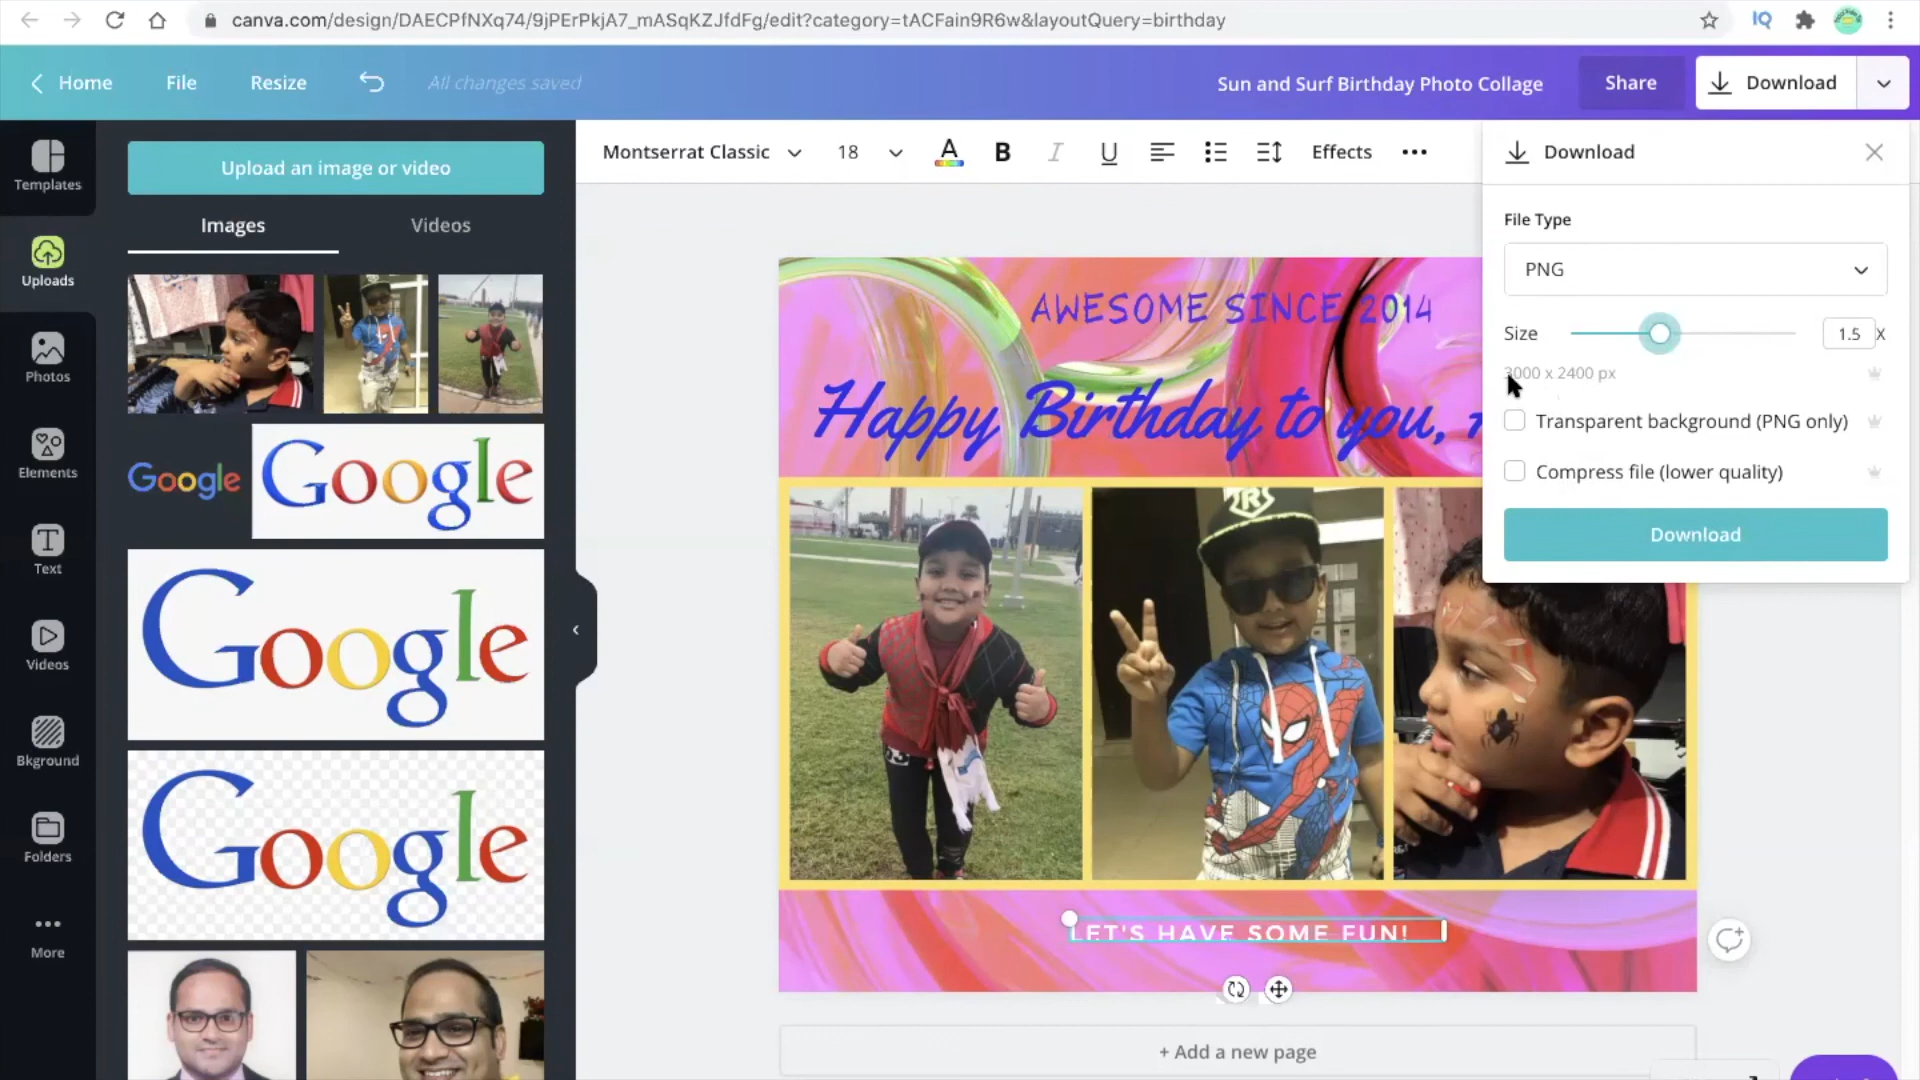 canva.com/design/DAECPfNXq74/9jPErPkjA7_mASqKZJfdFg/edit?category=tACFain9R6w&layoutQuery=birthday
IQ
Home
File
Resize
All changes saved
Sun and Surf Birthday Photo Collage
Share
Download
Templates
Uploads
Photos
Elements
Text
Videos
Bkground
Folders
More
Upload an image or video
Images
Videos
Google
Google
Google
Google
Montserrat Classic
18
A
B
I
U
Effects
Download
File Type
PNG
Size
1.5
X
3000 x 2400 px
Transparent background (PNG only)
Compress file (lower quality)
Download
AWESOME SINCE 2014
Happy Birthday to you,
LET'S HAVE SOME FUN!
+ Add a new page